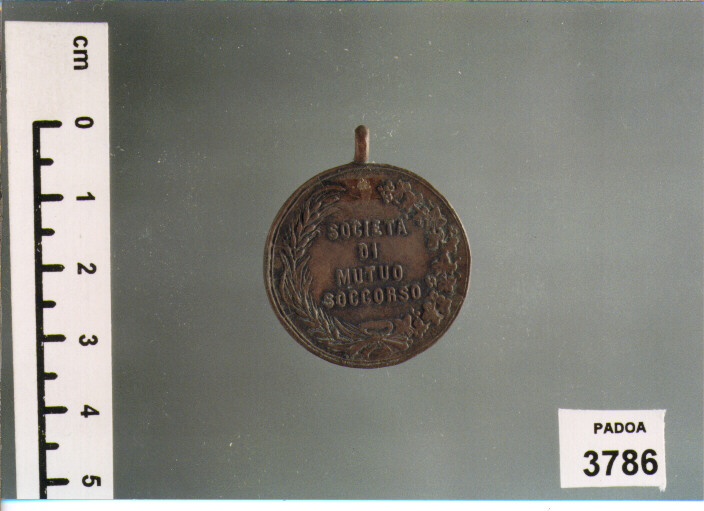 cm
0
1
2
3
4
5
SOCIETÀ
DI
MUTUO
SOCCORSO
PADOA
3786